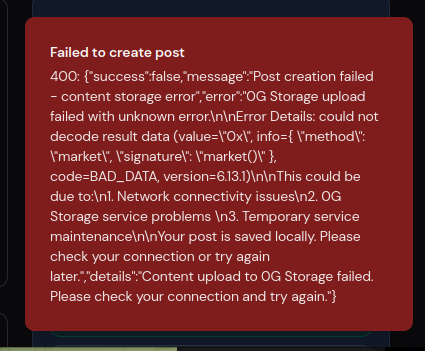 Failed to create post
400: {"success":false,"message":"Post creation failed
- content storage error","error":"0G Storage upload
failed with unknown error.\n\nError Details: could not
decode result data (value=\"0x\", info={ \"method\":
\"market\", \"signature\": \"market()\" },
code=BAD_DATA, version=6.13.1)\n\nThis could be
due to:\n1. Network connectivity issues\n2. 0G
Storage service problems \n3. Temporary service
maintenance\n\nYour post is saved locally. Please
check your connection or try again
later.","details":"Content upload to 0G Storage failed.
Please check your connection and try again."}